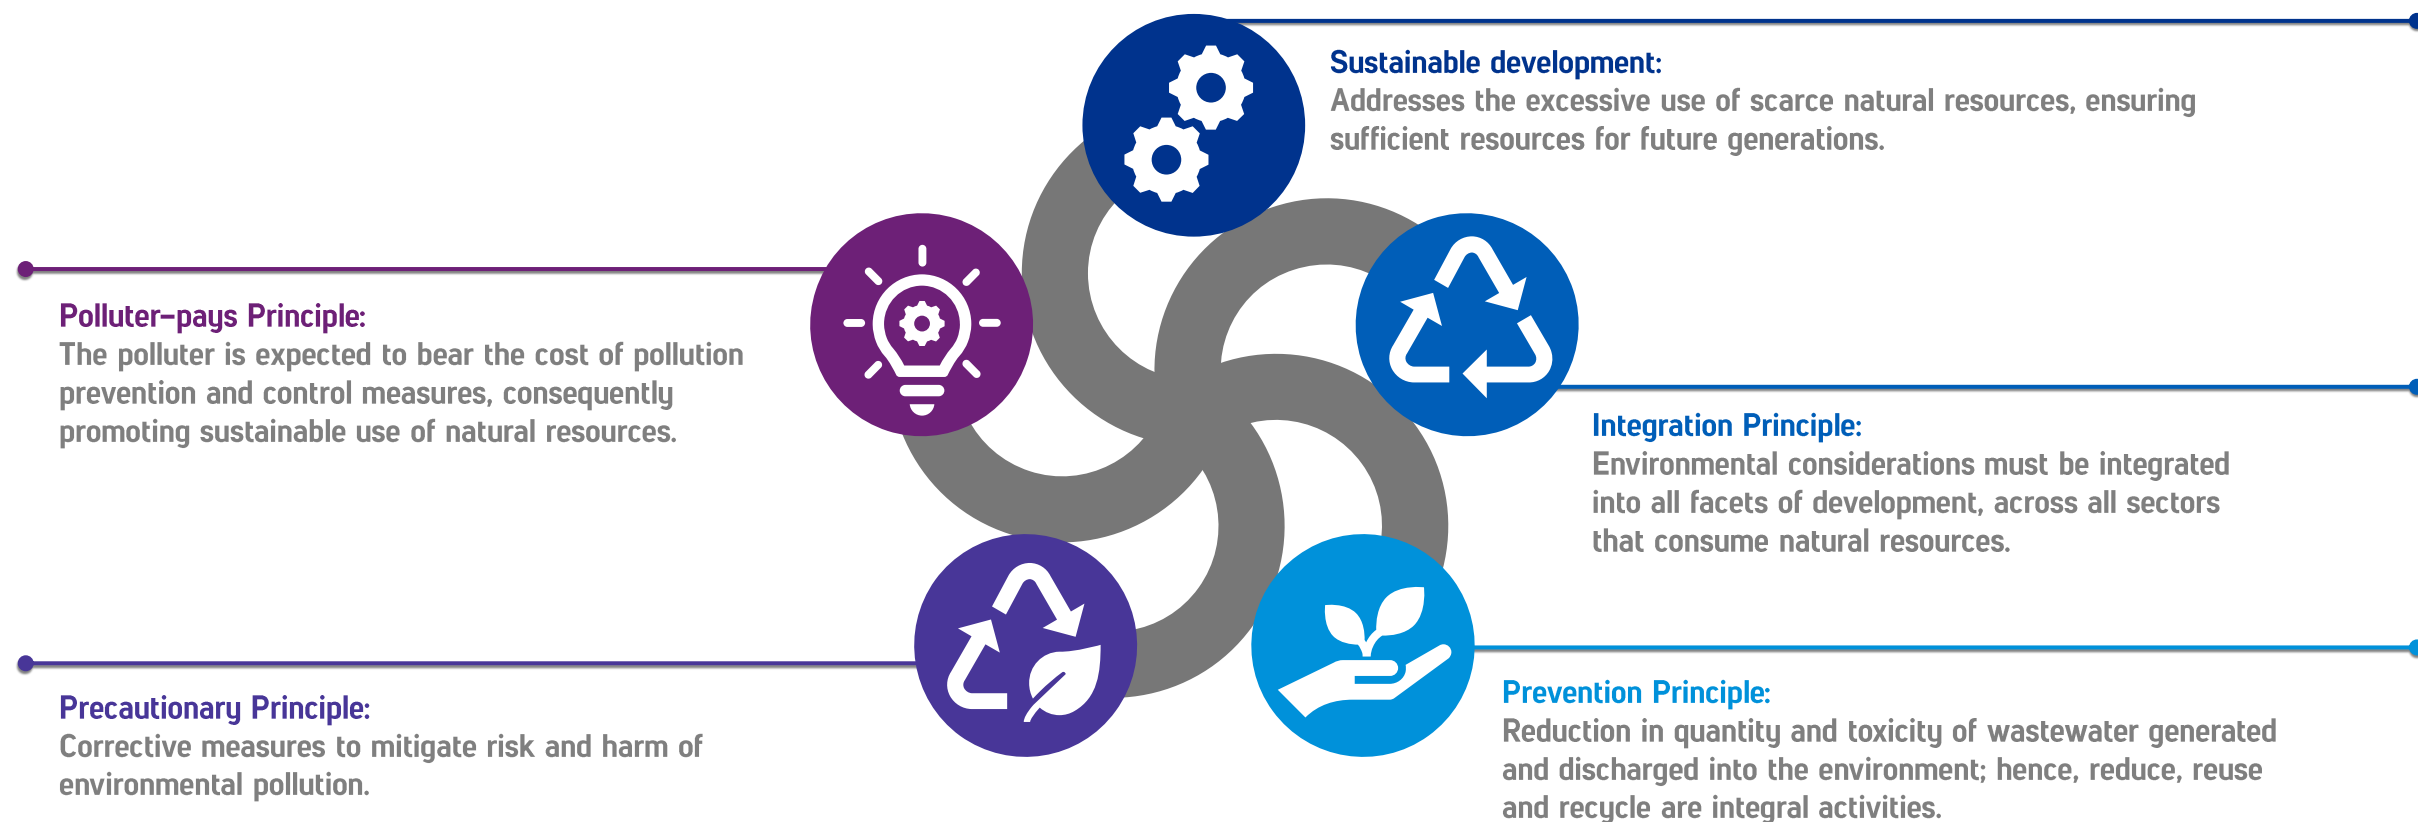 Sustainable development:
Addresses the excessive use of scarce natural resources, ensuring
sufficient resources for future generations.
Polluter-pays Principle:
The polluter is expected to bear the cost of pollution
prevention and control measures, consequently
promoting sustainable use of natural resources.
Integration Principle:
Environmental considerations must be integrated
into all facets of development, across all sectors
that consume natural resources.
Precautionary Principle:
Corrective measures to mitigate risk and harm of
environmental pollution.
Prevention Principle:
Reduction in quantity and toxicity of wastewater generated
and discharged into the environment; hence, reduce, reuse
and recycle are integral activities.